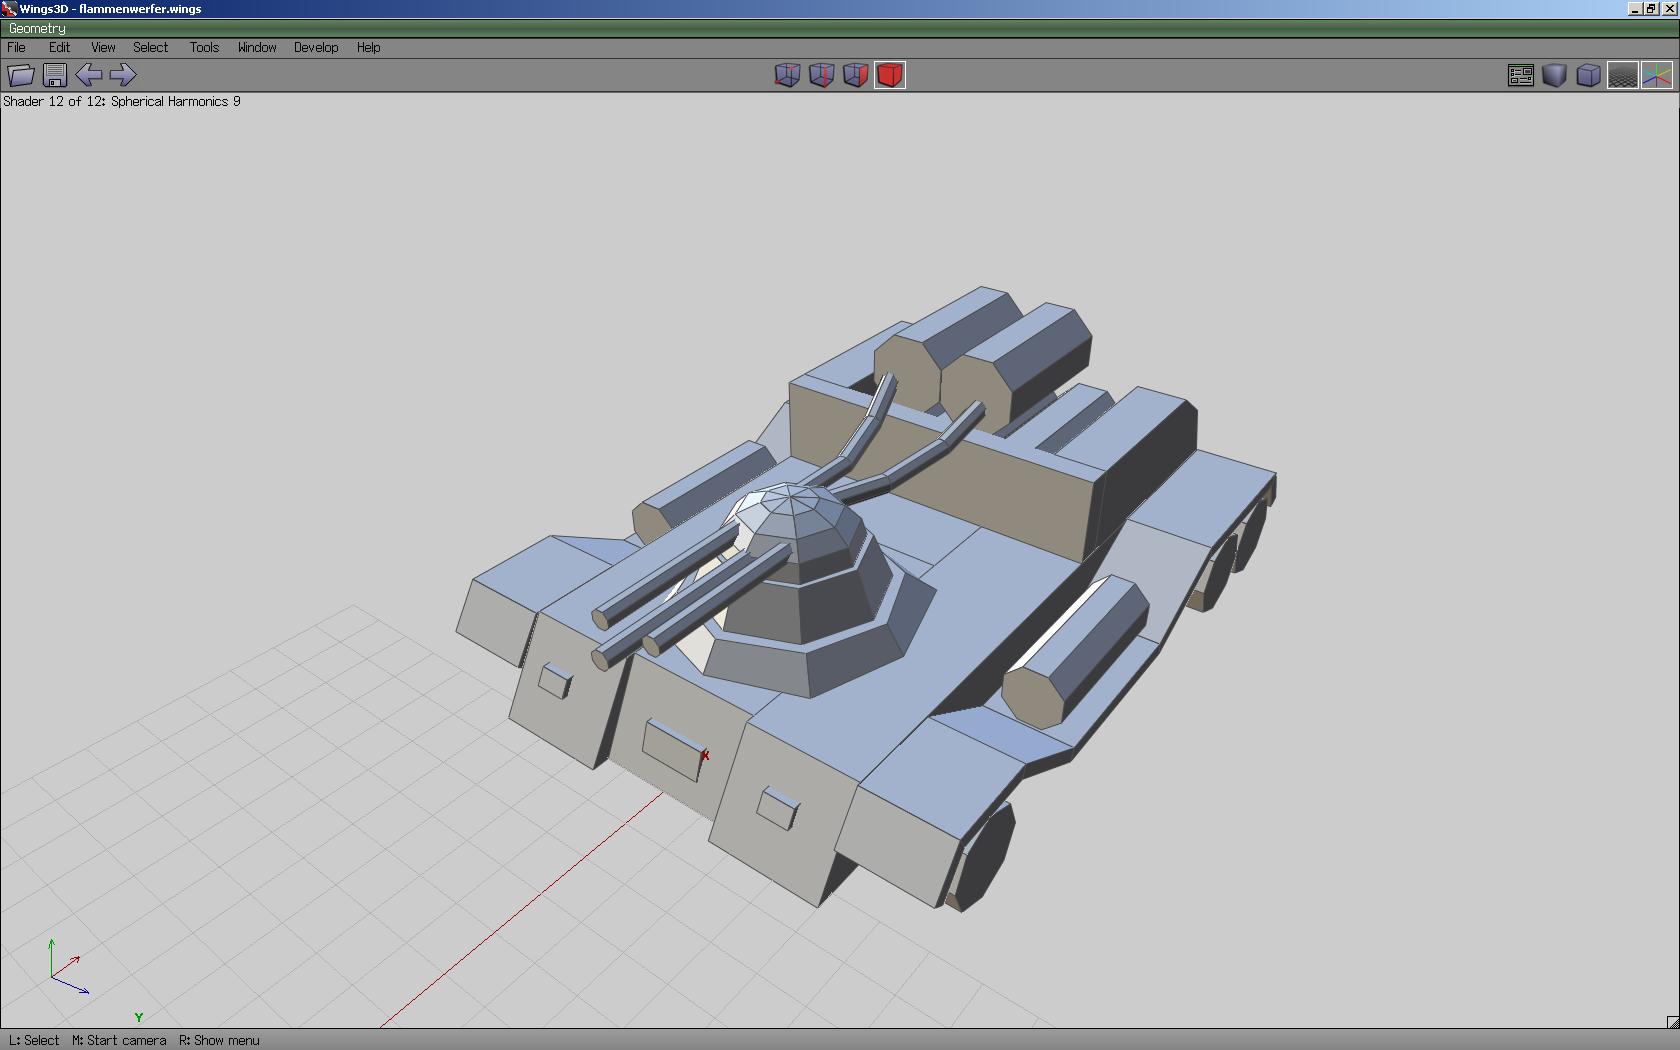 Wings3D - flammenwerfer.wings
Geometry
File Edit View Select Tools Window Develop Help
Shader 12 of 12: Spherical Harmonics 9
X
Y
L: Select M: Start camera R: Show menu